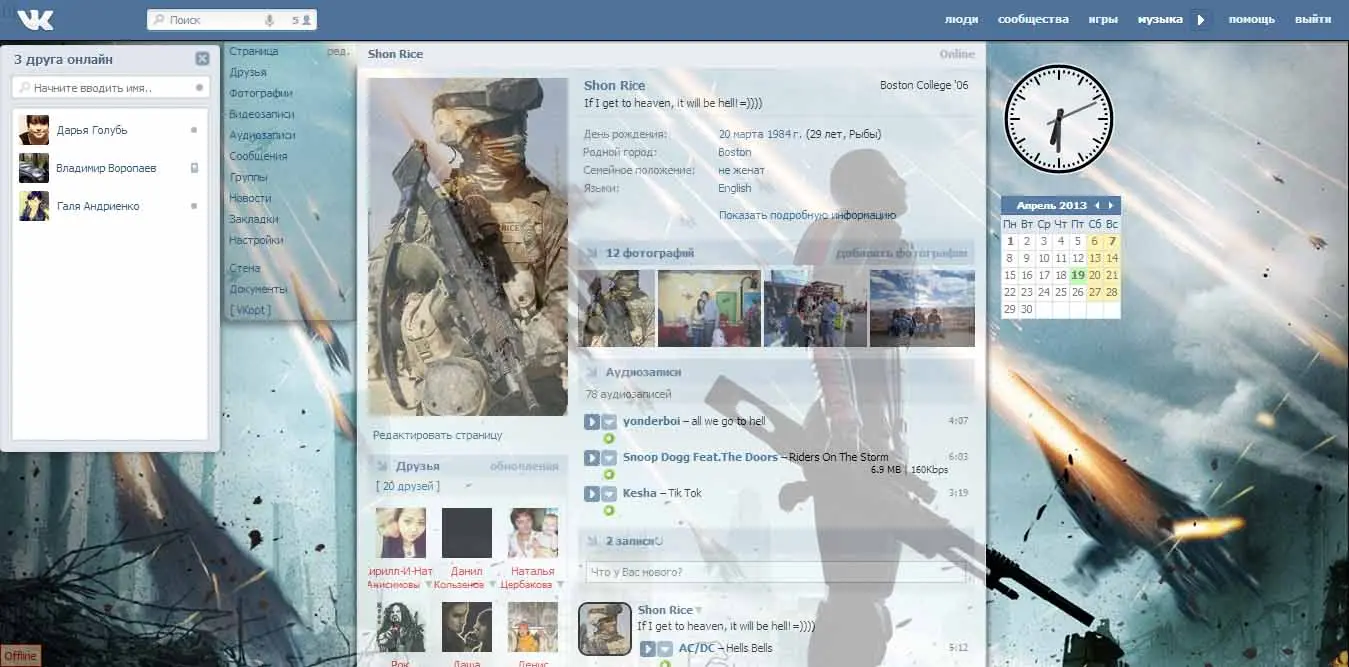 Поиск
5
люди сообщества игры музыка помощь выйти
3 друга онлайн
Начните вводить имя..
Дарья Голубь
Владимир Воропаев
Галя Андриенко
Страница ред.
Друзья
Фотографии
Видеозаписи
Аудиозаписи
Сообщения
Группы
Новости
Закладки
Настройки
Стена
Документы
[ VKopt ]
Shon Rice Online
RICE
Редактировать страницу
Друзья обновления
[ 20 друзей ]
ирилл-И-Нат Данил Наталья
Анисимовы Кользенов Щербакова
Рок Даша Денис
Shon Rice Boston College '06
If I get to heaven, it will be hell!=))))
День рождения: 20 марта 1984 г. (29 лет, Рыбы)
Родной город: Boston
Семейное положение: не женат
Языки: English
Показать подробную информацию
12 фотографий добавить фотографии
Аудиозаписи
78 аудиозаписей
yonderboi – all we go to hell 4:07
Snoop Dogg Feat.The Doors – Riders On The Storm 6:03
6.9 MB | 160Kbps
Kesha – Tik Tok 3:19
2 записи
Что у Вас нового?
Shon Rice
If I get to heaven, it will be hell!=))))
AC/DC – Hells Bells 5:12
Апрель 2013
Пн Вт Ср Чт Пт Сб Вс
1 2 3 4 5 6 7
8 9 10 11 12 13 14
15 16 17 18 19 20 21
22 23 24 25 26 27 28
29 30
Offline